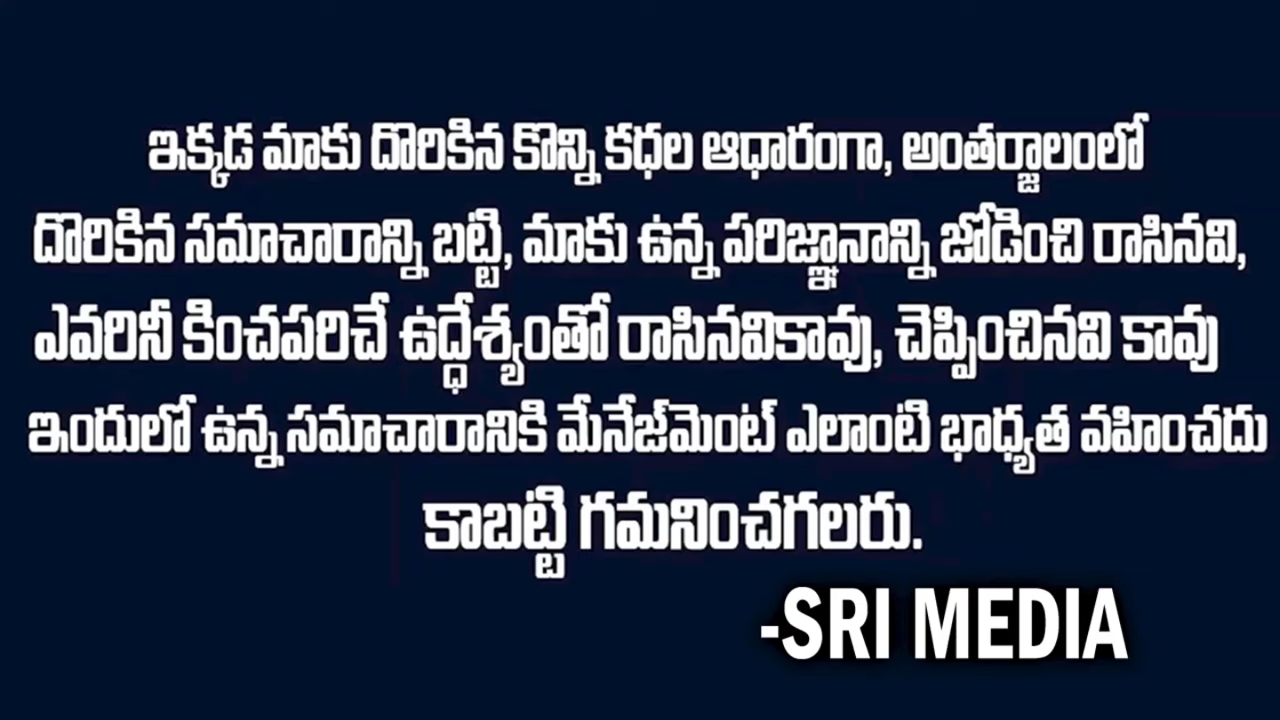 ఇక్కడ మాకు దొరికిన కొన్ని కధల ఆధారంగా, అంతర్జాలంలో
దొరికిన సమాచారాన్ని బట్టి, మాకు ఉన్న పరిజ్ఞానాన్ని జోడించి రాసినవి,
ఎవరినీ కించపరిచే ఉద్ధేశ్యంతో రాసినవికావు, చెప్పించినవి కావు
ఇందులో ఉన్న సమాచారానికి మేనేజ్‌మెంట్ ఎలాంటి భాధ్యత వహించదు
కాబట్టి గమనించగలరు.
-SRI MEDIA